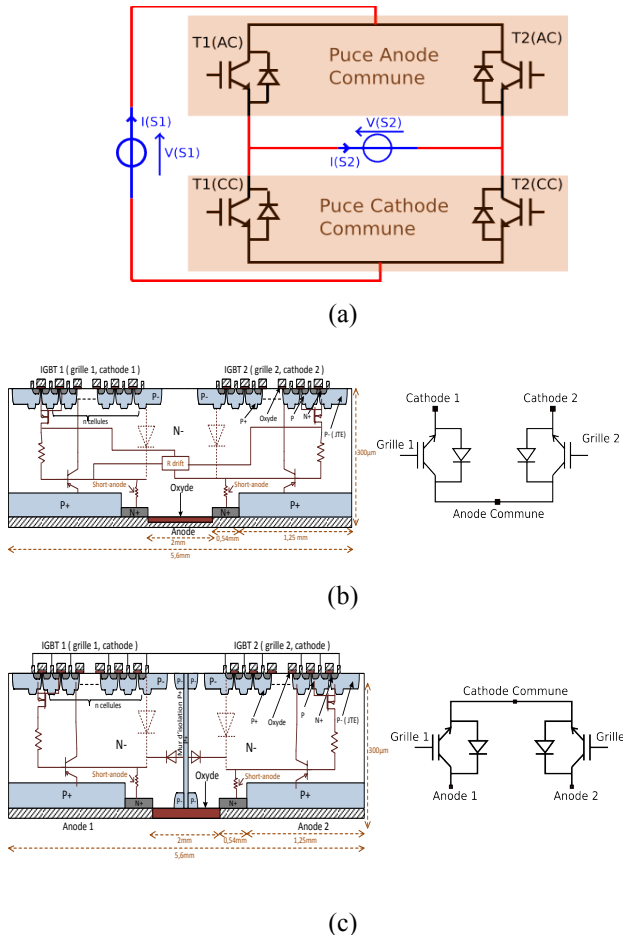 T1(AC)
T2(AC)
Puce Anode
Commune
I(S1)
V(S1)
V(S2)
I(S2)
T1(CC)
T2(CC)
Puce Cathode
Commune
(a)
IGBT 1 ( grille 1, cathode 1 )
IGBT 2 ( grille 2, cathode 2 )
P-
n cellules
N-
P+
Oxyde
P
N+
P- ( JTE)
R drift
Short-anode
Oxyde
Short-anode
P+
N+
N+
P+
Anode
2mm
0,54mm
1,25 mm
5,6mm
300µm
Cathode 1
Cathode 2
Grille 1
Grille 2
Anode Commune
(b)
IGBT 1 ( grille 1, cathode )
IGBT 2 ( grille 2, cathode )
P-
P-
P-
P-
n cellules
Mur d'isolation P+
P+
N-
N-
P+
Oxyde
P
N+
P- ( JTE)
Short-anode
Oxyde
Short-anode
P+
P-
P-
P+
Anode 1
Anode 2
2mm
0,54mm
1,25mm
5,6mm
300µm
Cathode Commune
Grille 1
Grille
Anode 1
Anode 2
(c)